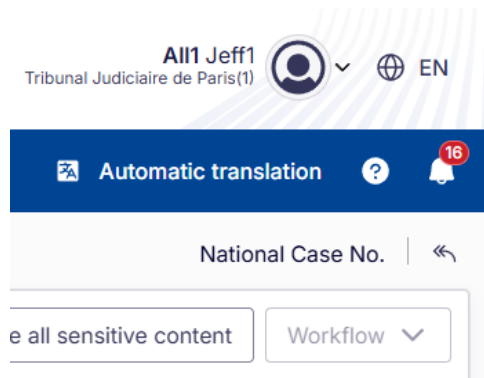 All1 Jeff1
Tribunal Judiciaire de Paris(1)
EN
Automatic translation
?
16
National Case No.
e all sensitive content
Workflow